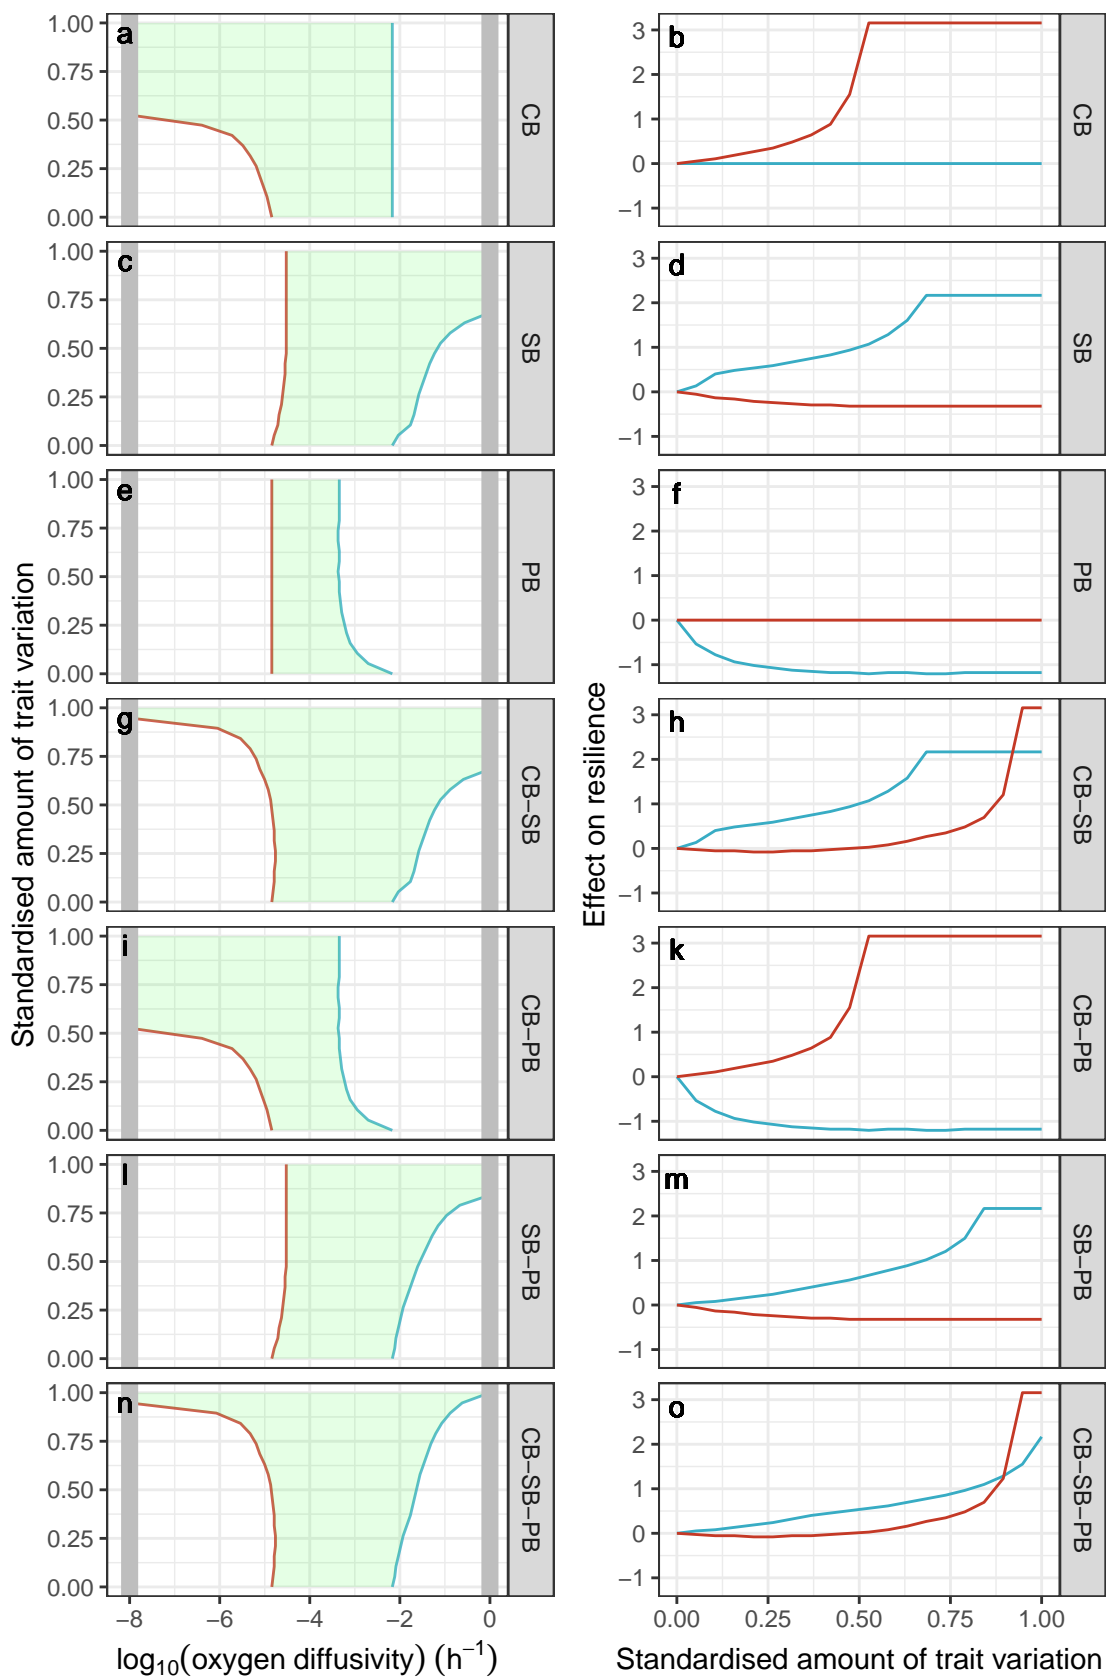 a
1.00
0.75
0.50
0.25
0.00
CB
b
3
2
1
0
−1
CB
c
1.00
0.75
0.50
0.25
0.00
SB
d
3
2
1
0
−1
SB
e
1.00
0.75
0.50
0.25
0.00
PB
f
3
2
1
0
−1
PB
g
1.00
0.75
0.50
0.25
0.00
CB−SB
h
3
2
1
0
−1
CB−SB
i
1.00
0.75
0.50
0.25
0.00
CB−PB
k
3
2
1
0
−1
CB−PB
l
1.00
0.75
0.50
0.25
0.00
SB−PB
m
3
2
1
0
−1
SB−PB
n
1.00
0.75
0.50
0.25
0.00
CB−SB−PB
o
3
2
1
0
−1
CB−SB−PB
Standardised amount of trait variation
Effect on resilience
−8 −6 −4 −2 0
0.00 0.25 0.50 0.75 1.00
log₁₀(oxygen diffusivity) (h⁻¹)
Standardised amount of trait variation